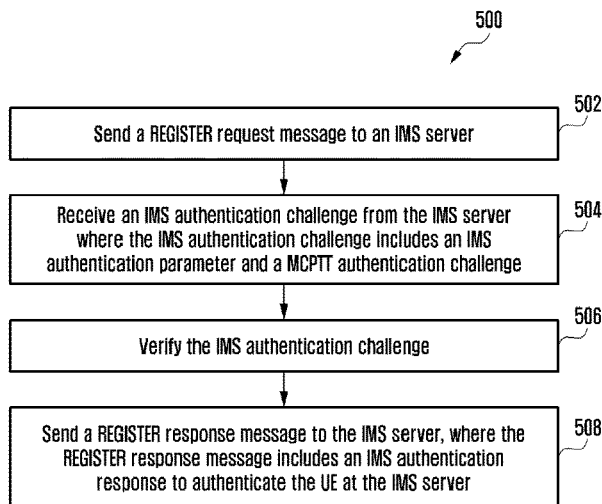 500
502
Send a REGISTER request message to an IMS server
504
Receive an IMS authentication challenge from the IMS server
where the IMS authentication challenge includes an IMS
authentication parameter and a MCPTT authentication challenge
506
Verify the IMS authentication challenge
508
Send a REGISTER response message to the IMS server, where the
REGISTER response message includes an IMS authentication
response to authenticate the UE at the IMS server